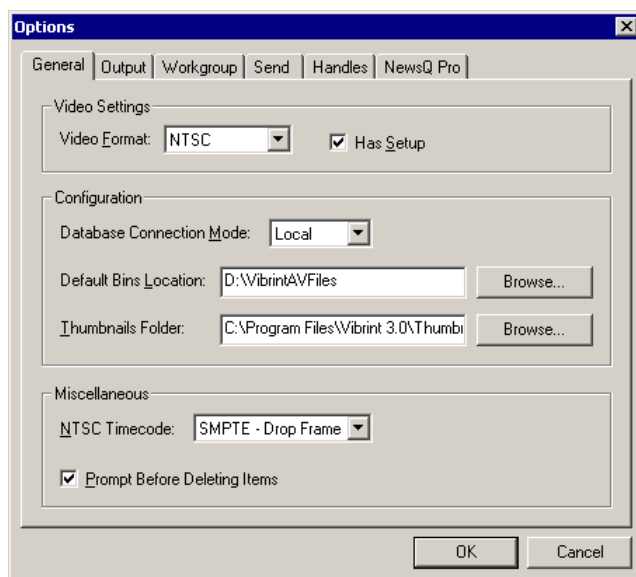 Options
General Output Workgroup Send Handles NewsQ Pro
Video Settings
Video Format: NTSC Has Setup
Configuration
Database Connection Mode: Local
Default Bins Location: D:\VibrintAVFiles Browse...
Thumbnails Folder: C:\Program Files\Vibrint 3.0\Thumbn Browse...
Miscellaneous
NTSC Timecode: SMPTE - Drop Frame
Prompt Before Deleting Items
OK Cancel